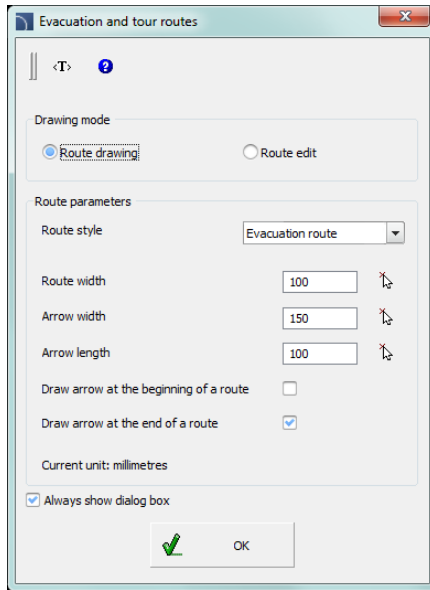 Evacuation and tour routes
<T>
Drawing mode
Route drawing
Route edit
Route parameters
Route style
Evacuation route
Route width
100
Arrow width
150
Arrow length
100
Draw arrow at the beginning of a route
Draw arrow at the end of a route
Current unit: millimetres
Always show dialog box
OK